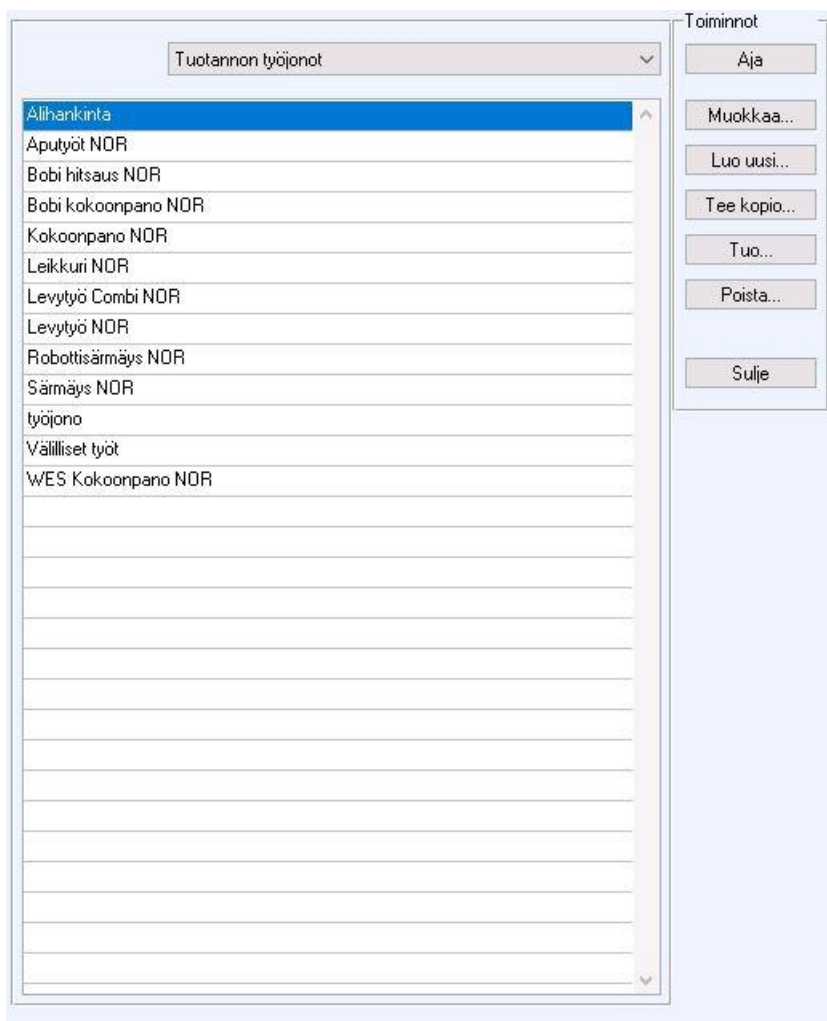 Toiminnot
Tuotannon työjonot
Aja
Alihankinta
Muokkaa...
Aputyöt NOR
Luo uusi...
Bobi hitsaus NOR
Bobi kokoonpano NOR
Tee kopio...
Kokoonpano NOR
Tuo...
Leikkuri NOR
Levytyö Combi NOR
Poista...
Levytyö NOR
Robottisärmäys NOR
Sulje
Särmäys NOR
työjono
Välilliset työt
WES Kokoonpano NOR